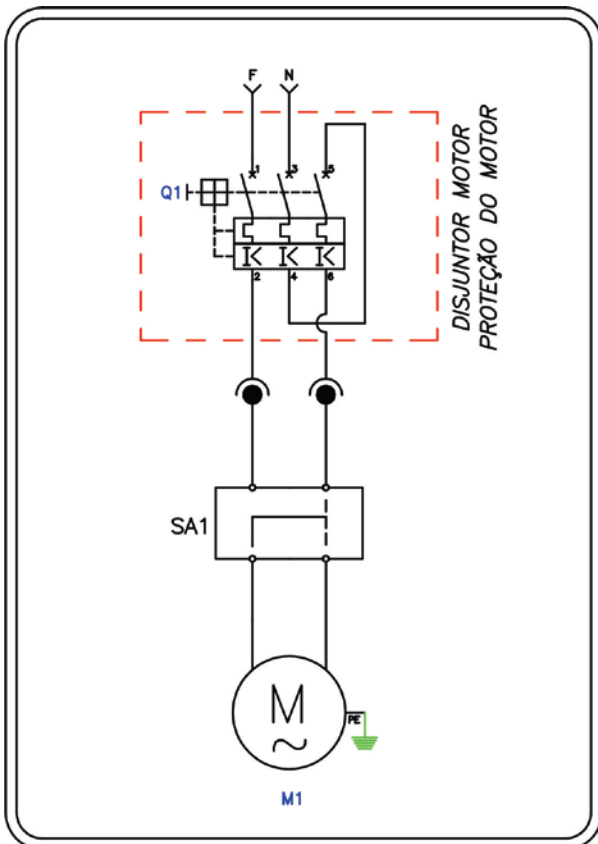 F N
1 3 5
Q1
I< I< I<
2 4 6
DISJUNTOR MOTOR
PROTEÇÃO DO MOTOR
SA1
M
~
PE
M1